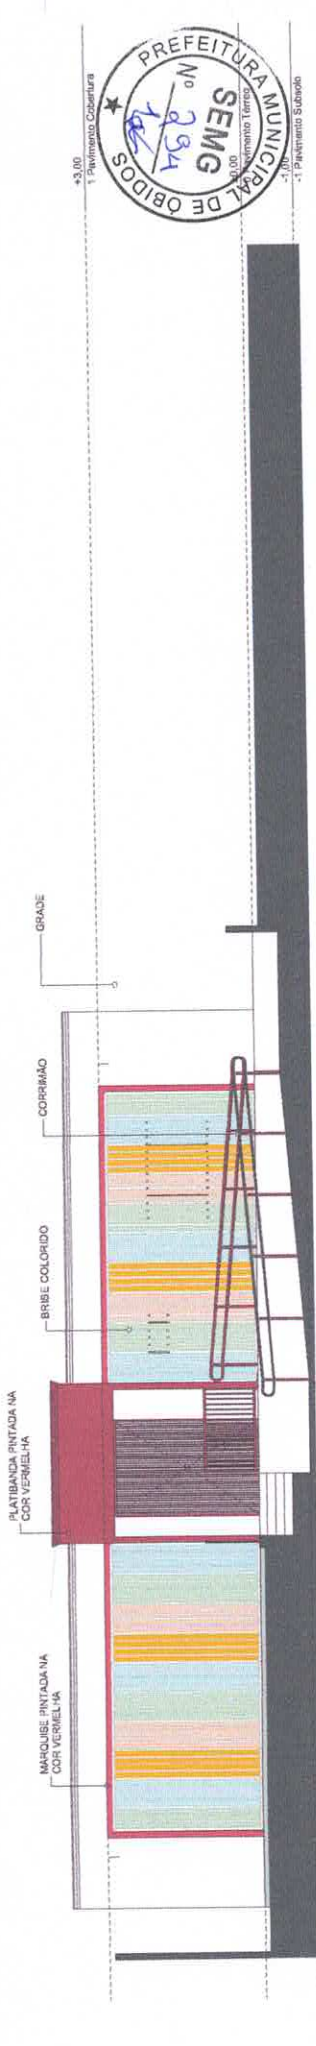 MARQUISE PINTADA NA
COR VERMELHA
PLATIBANDA PINTADA NA
COR VERMELHA
BRISE COLORIDO
CORRIMÃO
GRADE
+3,00
1 Pavimento Cobertura
PREFEITURA MUNICIPAL DE ÓBIDOS
SEMG
Nº 294
0,00
Pavimento Térreo
-1,00
-1 Pavimento Subsolo